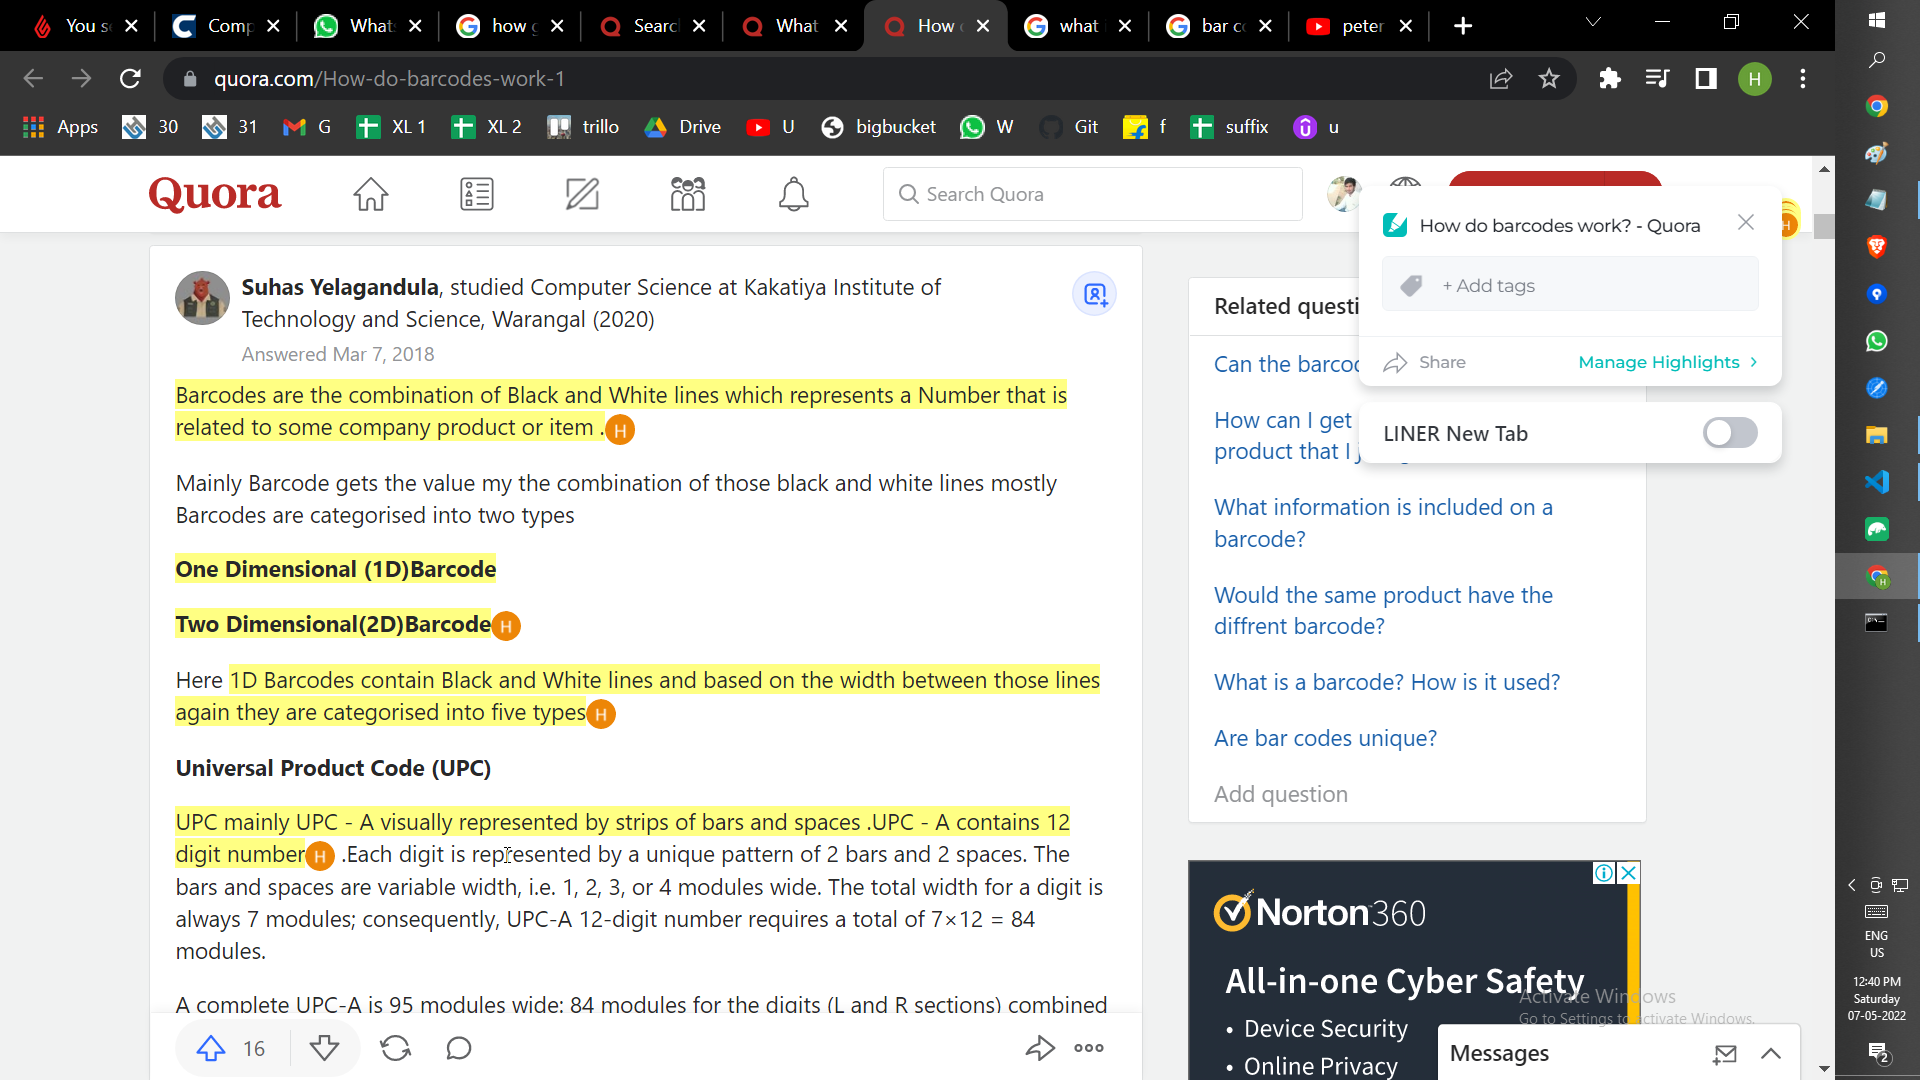 You s
Comp
Whats
how g
Searc
What
How c
what i
bar co
peter
quora.com/How-do-barcodes-work-1
H
Apps
30
31
G
XL 1
XL 2
trillo
Drive
U
bigbucket
W
Git
f
suffix
u
Quora
Search Quora
How do barcodes work? - Quora
+ Add tags
Share
Manage Highlights
LINER New Tab
Suhas Yelagandula, studied Computer Science at Kakatiya Institute of
Technology and Science, Warangal (2020)
Answered Mar 7, 2018
Barcodes are the combination of Black and White lines which represents a Number that is
related to some company product or item . H
Mainly Barcode gets the value my the combination of those black and white lines mostly
Barcodes are categorised into two types
One Dimensional (1D)Barcode
Two Dimensional(2D)Barcode H
Here 1D Barcodes contain Black and White lines and based on the width between those lines
again they are categorised into five types H
Universal Product Code (UPC)
UPC mainly UPC - A visually represented by strips of bars and spaces .UPC - A contains 12
digit number H .Each digit is represented by a unique pattern of 2 bars and 2 spaces. The
bars and spaces are variable width, i.e. 1, 2, 3, or 4 modules wide. The total width for a digit is
always 7 modules; consequently, UPC-A 12-digit number requires a total of 7×12 = 84
modules.
A complete UPC-A is 95 modules wide: 84 modules for the digits (L and R sections) combined
16
Related questi
Can the barcod
How can I get
product that I j
What information is included on a
barcode?
Would the same product have the
diffrent barcode?
What is a barcode? How is it used?
Are bar codes unique?
Add question
Norton 360
All-in-one Cyber Safety
• Device Security
• Online Privacy
Activate Windows
Go to Settings to activate Windows.
Messages
ENG
US
12:40 PM
Saturday
07-05-2022
2